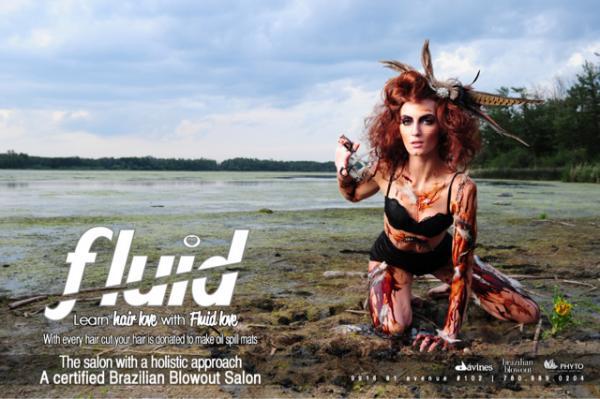 fluid
Learn hair love with Fluid love
With every hair cut your hair is donated to make oil spill mats
The salon with a holistic approach
A certified Brazilian Blowout Salon
davines
brazilian blowout
PHYTO